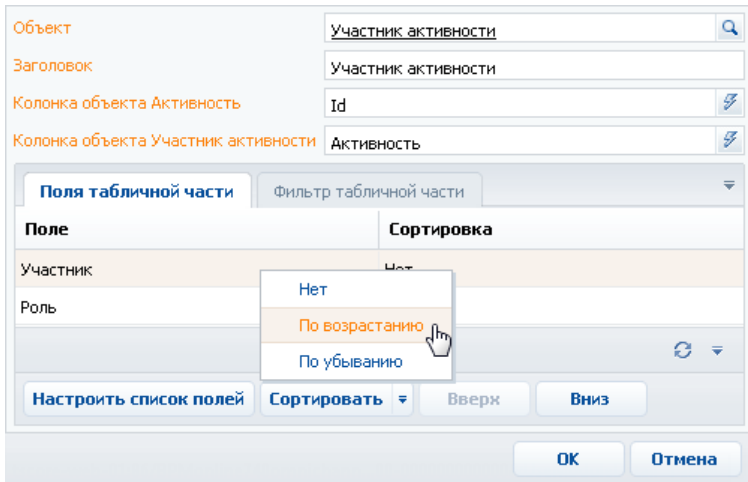 Объект
Участник активности
Заголовок
Участник активности
Колонка объекта Активность
Id
Колонка объекта Участник активности
Активность
Поля табличной части
Фильтр табличной части
Поле
Сортировка
Участник
Нет
Роль
Нет
По возрастанию
По убыванию
Настроить список полей
Сортировать
Вверх
Вниз
OK
Отмена